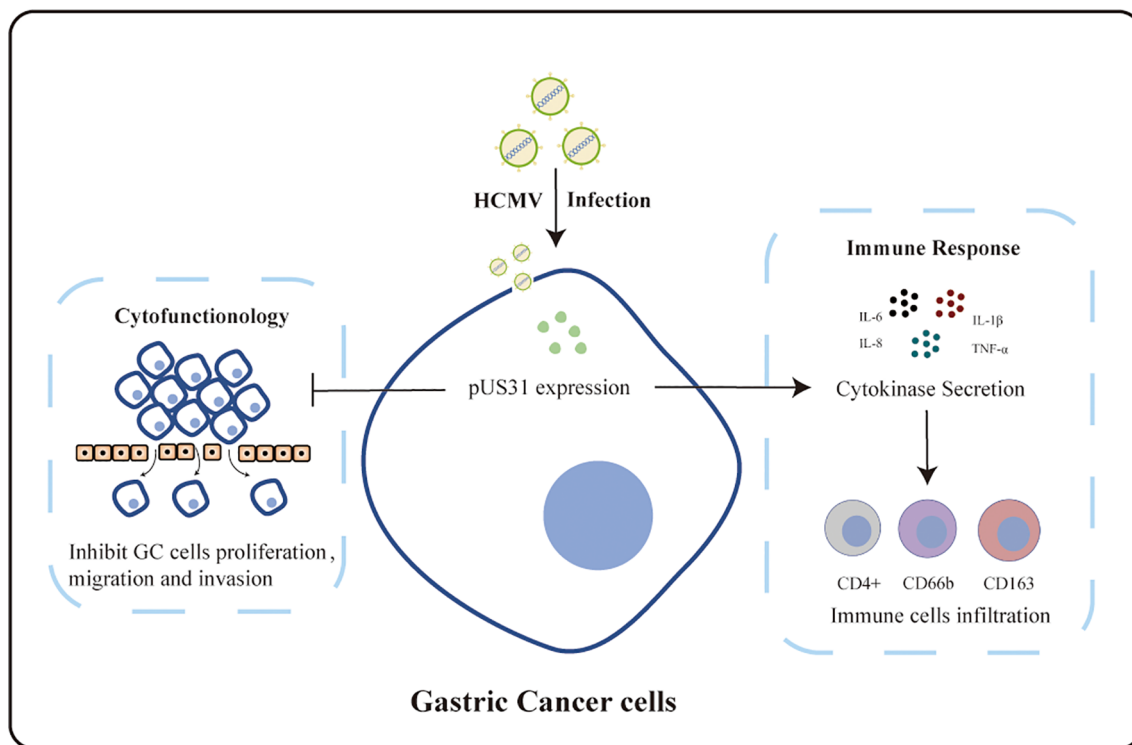 HCMV Infection
Cytofunctionology
Inhibit GC cells proliferation,
migration and invasion
pUS31 expression
Immune Response
IL-6
IL-1β
IL-8
TNF-α
Cytokinase Secretion
CD4+ CD66b CD163
Immune cells infiltration
Gastric Cancer cells